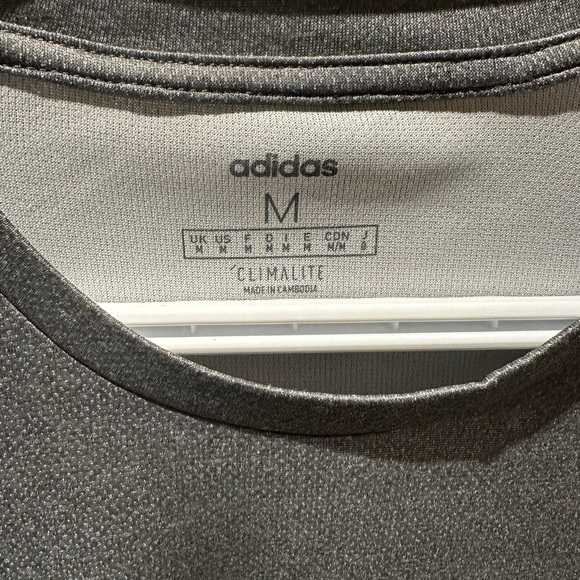 adidas
M
UK US F D I E CDN J
M M M M M M M/M O
CLIMALITE
MADE IN CAMBODIA